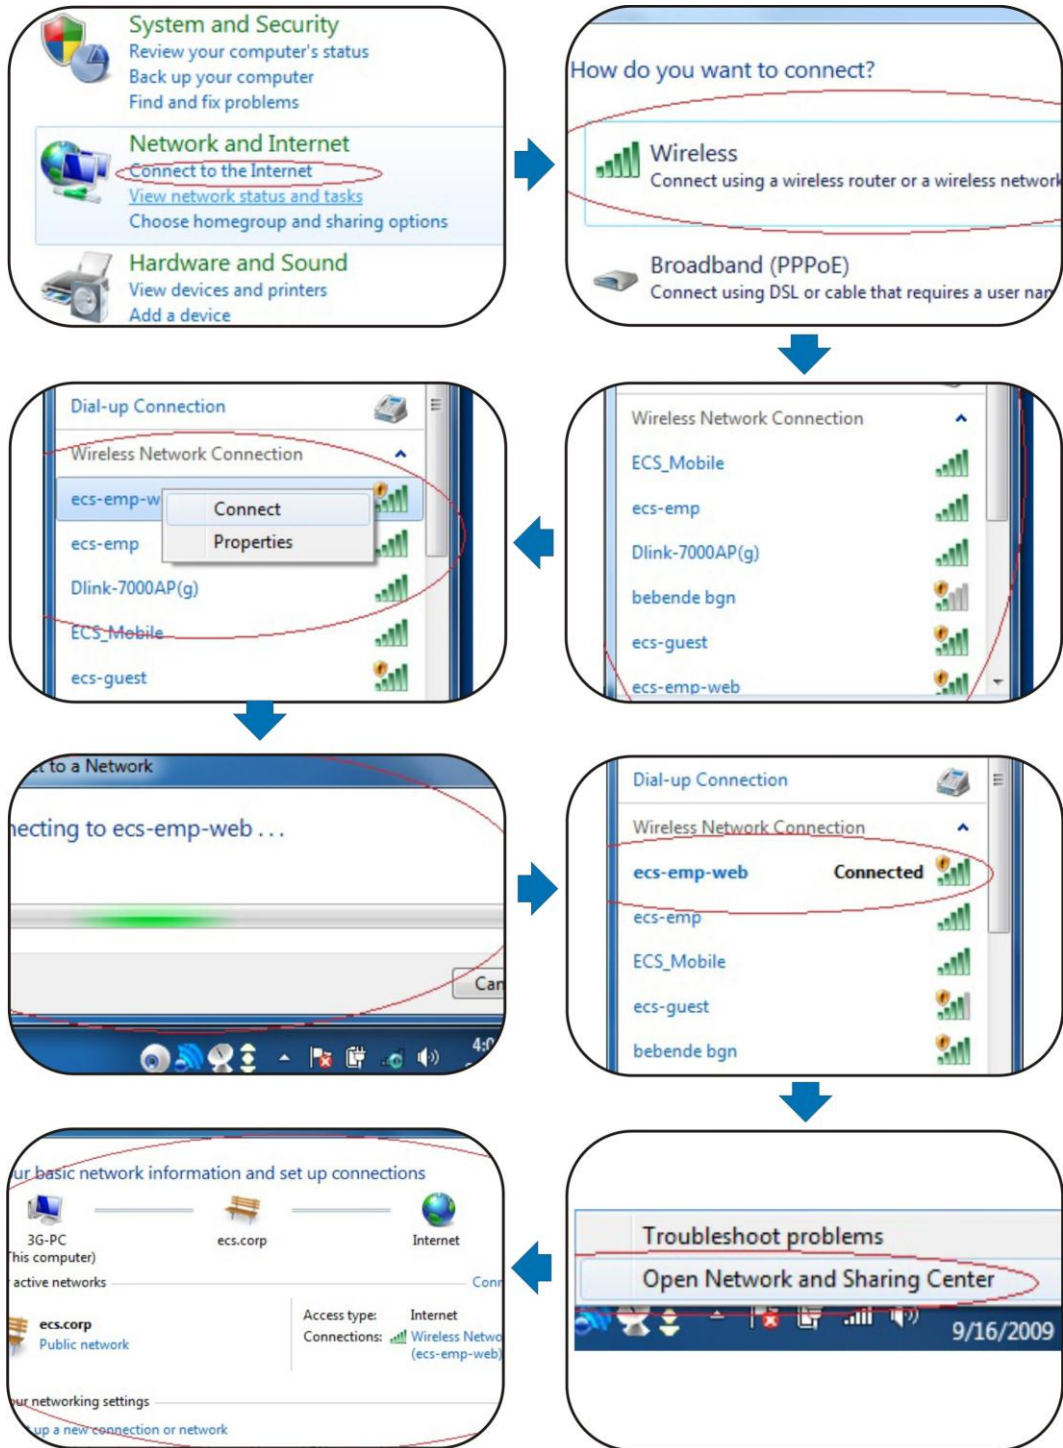 System and Security
Review your computer's status
Back up your computer
Find and fix problems
Network and Internet
Connect to the Internet
View network status and tasks
Choose homegroup and sharing options
Hardware and Sound
View devices and printers
Add a device
How do you want to connect?
Wireless
Connect using a wireless router or a wireless network
Broadband (PPPoE)
Connect using DSL or cable that requires a user nam
Wireless Network Connection
ECS_Mobile
ecs-emp
Dlink-7000AP(g)
bebende bgn
ecs-guest
ecs-emp-web
Dial-up Connection
Wireless Network Connection
ecs-emp-w
Connect
ecs-emp
Properties
Dlink-7000AP(g)
ECS_Mobile
ecs-guest
to a Network
necting to ecs-emp-web . . .
Can
4:0
Dial-up Connection
Wireless Network Connection
ecs-emp-web Connected
ecs-emp
ECS_Mobile
ecs-guest
bebende bgn
Troubleshoot problems
Open Network and Sharing Center
9/16/2009
ur basic network information and set up connections
3G-PC ecs.corp Internet
his computer)
active networks Conn
ecs.corp Access type: Internet
Public network Connections: Wireless Netwo
(ecs-emp-web)
ur networking settings
up a new connection or network